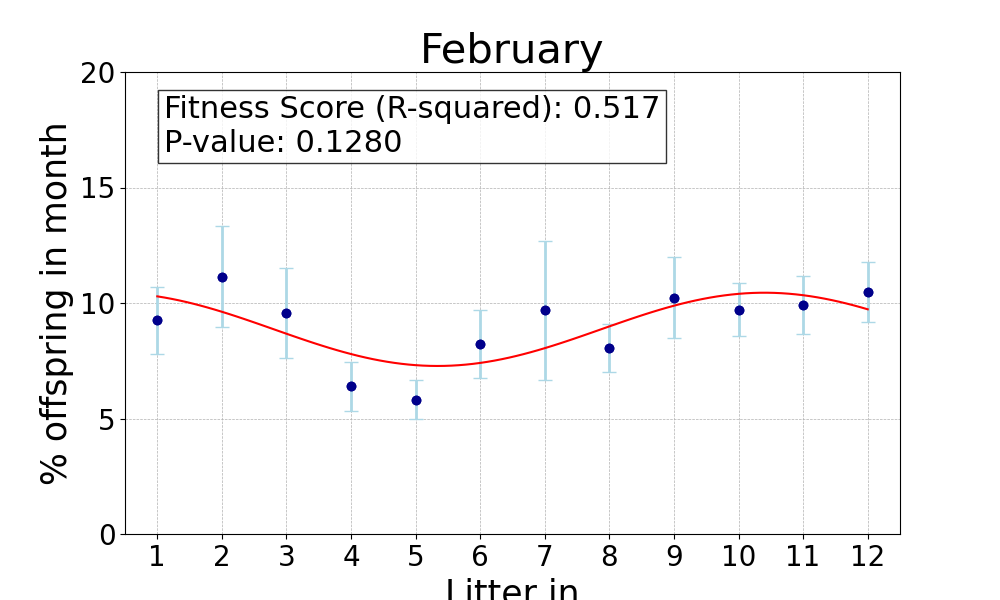 February
Fitness Score (R-squared): 0.517
P-value: 0.1280
% offspring in month
20
15
10
5
0
1 2 3 4 5 6 7 8 9 10 11 12
Litter in